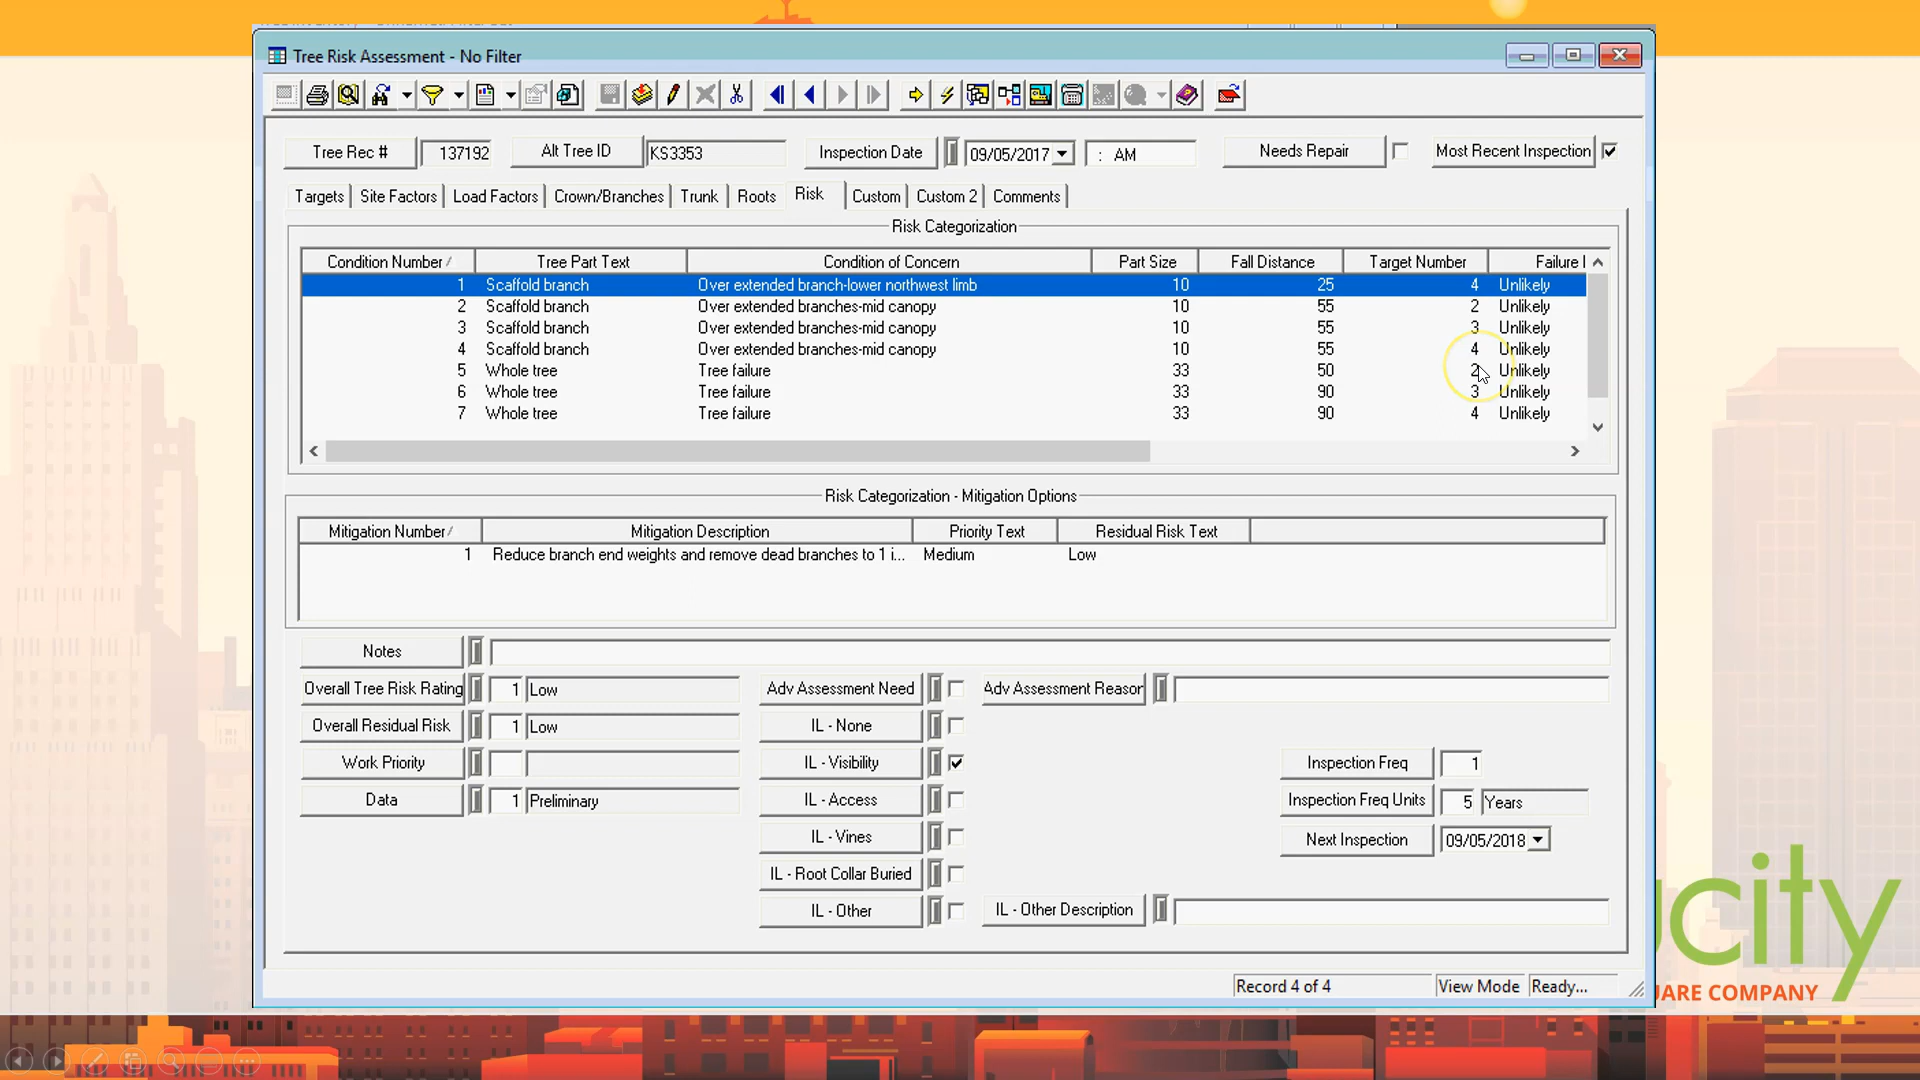 Tree Risk Assessment - No Filter
Tree Rec # 137192 Alt Tree ID KS3353 Inspection Date 09/05/2017 : AM Needs Repair Most Recent Inspection
Targets Site Factors Load Factors Crown/Branches Trunk Roots Risk Custom Custom 2 Comments
Risk Categorization
Condition Number Tree Part Text Condition of Concern Part Size Fall Distance Target Number Failure l
1 Scaffold branch Over extended branch-lower northwest limb 10 25 4 Unlikely
2 Scaffold branch Over extended branches-mid canopy 10 55 2 Unlikely
3 Scaffold branch Over extended branches-mid canopy 10 55 3 Unlikely
4 Scaffold branch Over extended branches-mid canopy 10 55 4 Unlikely
5 Whole tree Tree failure 33 50 2 Unlikely
6 Whole tree Tree failure 33 90 3 Unlikely
7 Whole tree Tree failure 33 90 4 Unlikely
Risk Categorization - Mitigation Options
Mitigation Number Mitigation Description Priority Text Residual Risk Text
1 Reduce branch end weights and remove dead branches to 1 i... Medium Low
Notes
Overall Tree Risk Rating 1 Low Adv Assessment Need Adv Assessment Reason
Overall Residual Risk 1 Low IL - None
Work Priority IL - Visibility Inspection Freq 1
Data 1 Preliminary IL - Access Inspection Freq Units 5 Years
IL - Vines Next Inspection 09/05/2018
IL - Root Collar Buried
IL - Other IL - Other Description
Record 4 of 4 View Mode Ready...
ucity
UARE COMPANY